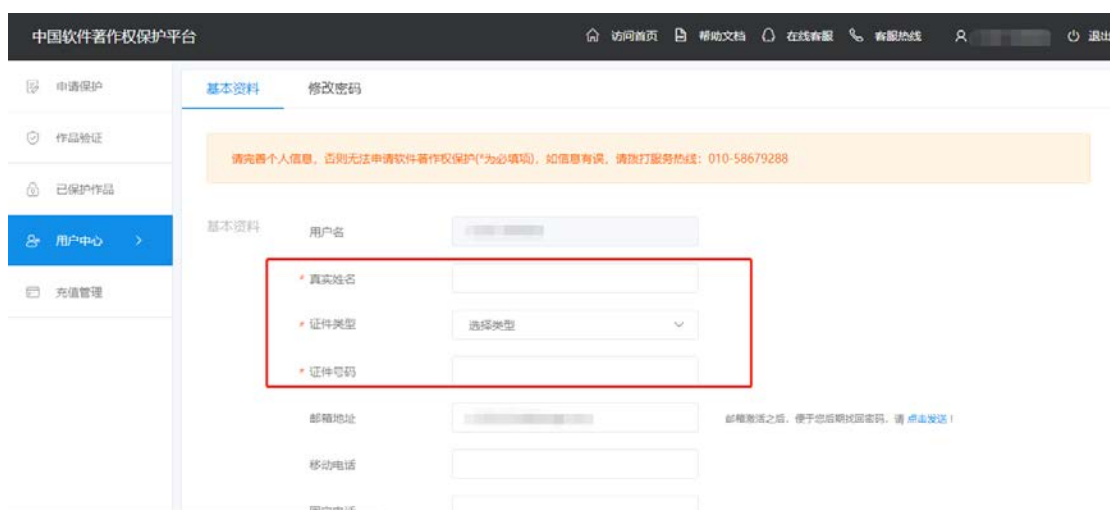 中国软件著作权保护平台 访问首页 帮助文档 在线客服 客服热线 退出
申请保护
作品验证
已保护作品
用户中心 >
充值管理
基本资料 修改密码
请完善个人信息，否则无法申请软件著作权保护(*为必填项)，如信息有误，请拨打服务热线：010-58679288
基本资料 用户名
* 真实姓名
* 证件类型 选择类型
* 证件号码
邮箱地址 邮箱激活之后，便于您后期找回密码，请 点击发送！
移动电话